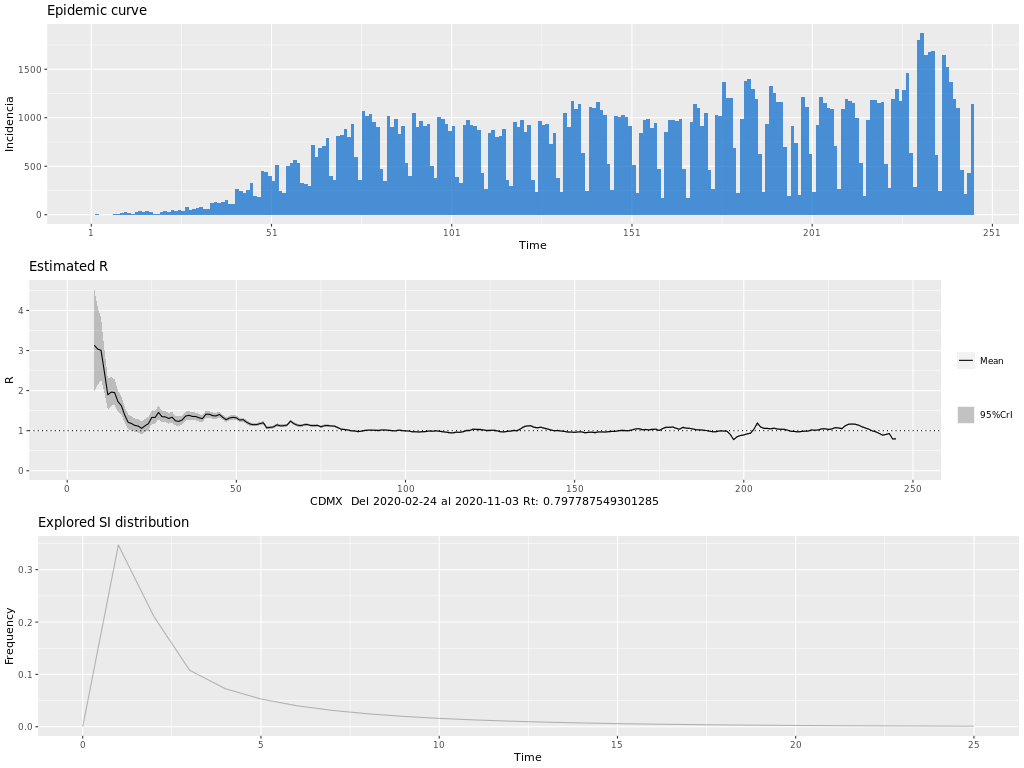 Epidemic curve
1500
1000
500
0
Incidencia
1 51 101 151 201 251
Time
Estimated R
4
3
2
1
0
R
Mean
95%CrI
0 50 100 150 200 250
CDMX Del 2020-02-24 al 2020-11-03 Rt: 0.797787549301285
Explored SI distribution
0.3
0.2
0.1
0.0
Frequency
0 5 10 15 20 25
Time